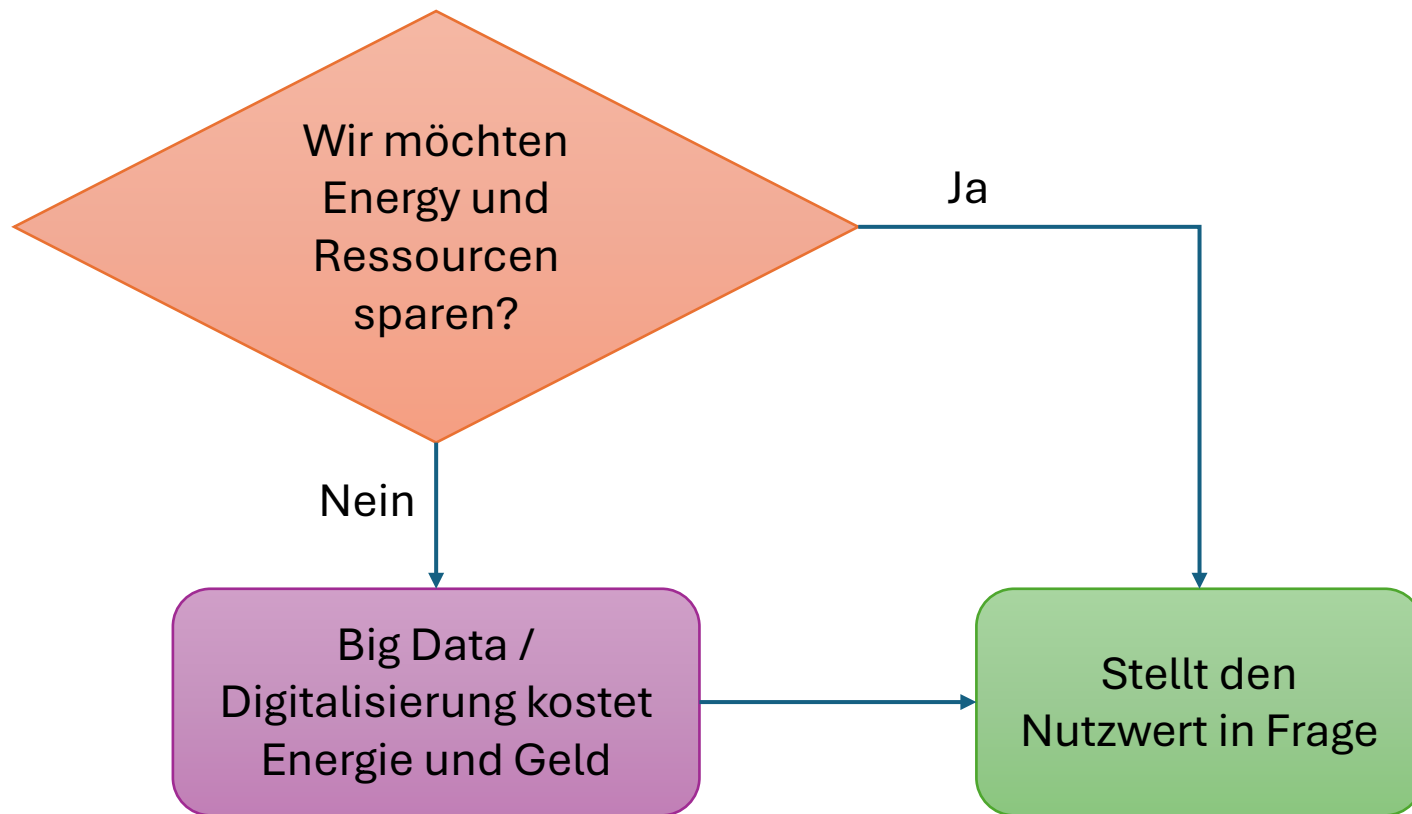 Wir möchten
Energy und
Ressourcen
sparen?
Ja
Nein
Big Data /
Digitalisierung kostet
Energie und Geld
Stellt den
Nutzwert in Frage